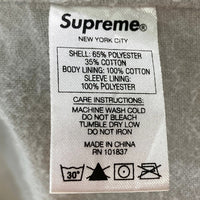 Supreme®
NEW YORK CITY
SHELL: 65% POLYESTER
35% COTTON
BODY LINING: 100% COTTON
SLEEVE LINING:
100% POLYESTER
CARE INSTRUCTIONS:
MACHINE WASH COLD
DO NOT BLEACH
TUMBLE DRY LOW
DO NOT IRON
MADE IN CHINA
RN 101837
30°